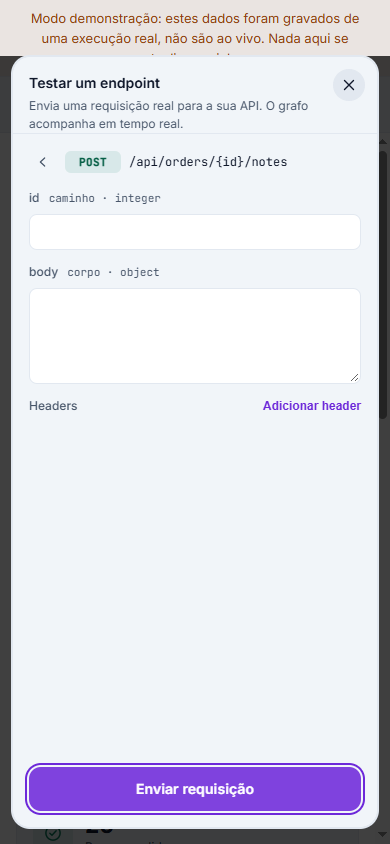 Modo demonstração: estes dados foram gravados de
uma execução real, não são ao vivo. Nada aqui se
Testar um endpoint
Envia uma requisição real para a sua API. O grafo
acompanha em tempo real.
POST /api/orders/{id}/notes
id caminho · integer
body corpo · object
Headers Adicionar header
Enviar requisição